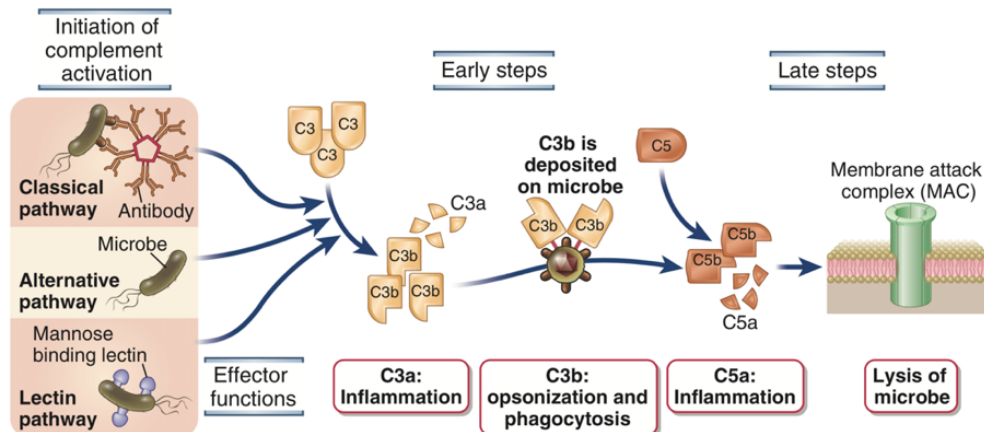 Initiation of
complement
activation
Early steps
Late steps
Classical
pathway
Antibody
Microbe
Alternative
pathway
Mannose
binding lectin
Lectin
pathway
C3
C3
C3
C3a
C3b
C3b
C3b
C3b is
deposited
on microbe
C3b
C3b
C5
C5b
C5b
C5a
Membrane attack
complex (MAC)
Effector
functions
C3a:
Inflammation
C3b:
opsonization and
phagocytosis
C5a:
Inflammation
Lysis of
microbe